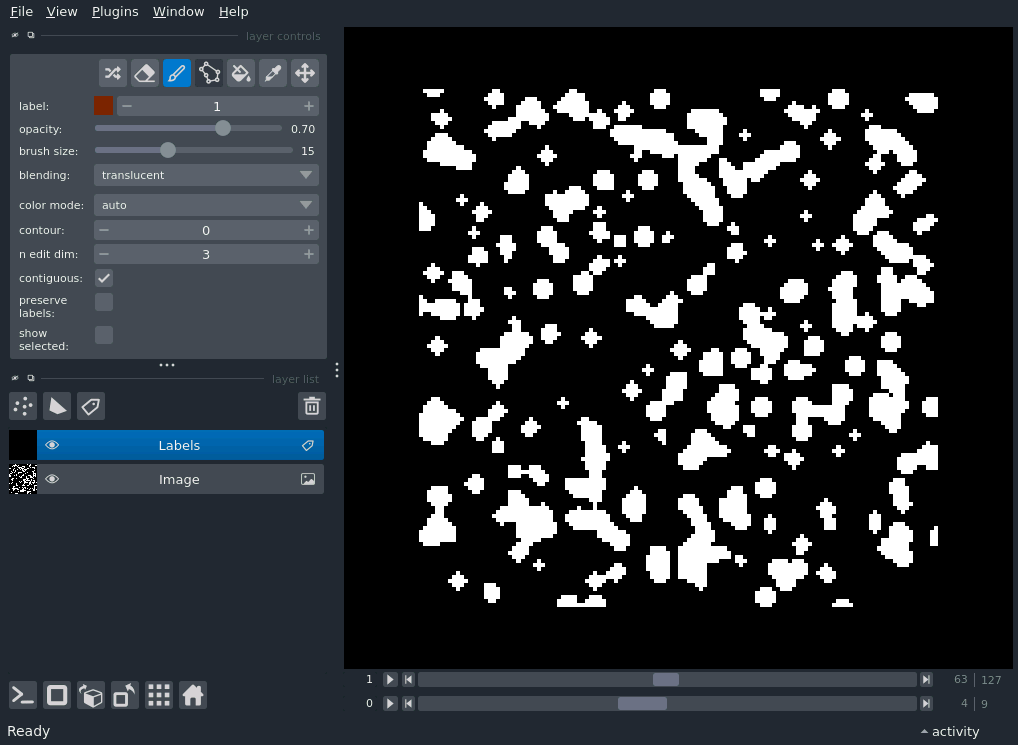 File View Plugins Window Help
layer controls
label: 1
opacity: 0.70
brush size: 15
blending: translucent
color mode: auto
contour: 0
n edit dim: 3
contiguous:
preserve
labels:
show
selected:
layer list
Labels
Image
1 63 127
0 4 9
Ready activity